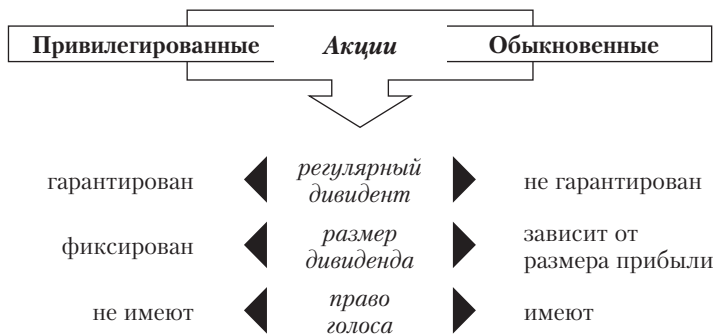 Привилегированные Акции Обыкновенные
гарантирован
регулярный
дивидент
не гарантирован
фиксирован
размер
дивиденда
зависит от
размера прибыли
не имеют
право
голоса
имеют